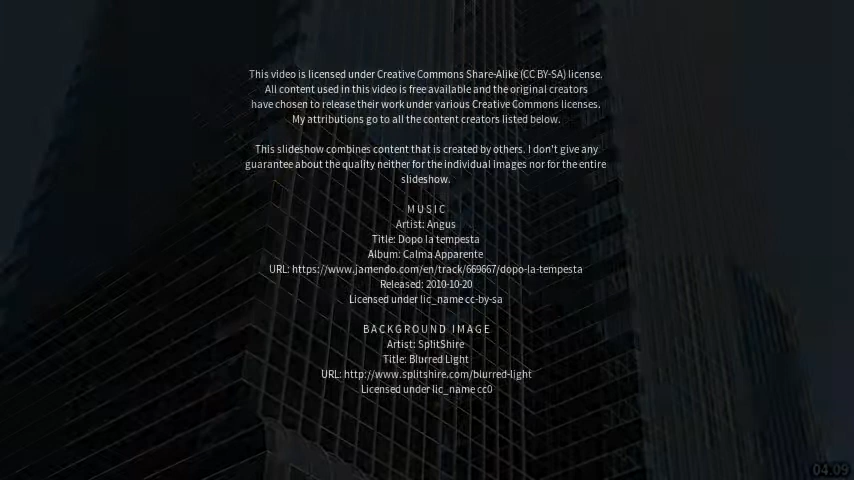 This video is licensed under Creative Commons Share-Alike (CC BY-SA) license.
All content used in this video is free available and the original creators
have chosen to release their work under various Creative Commons licenses.
My attributions go to all the content creators listed below.
This slideshow combines content that is created by others. I don't give any
guarantee about the quality neither for the individual images nor for the entire
slideshow.
MUSIC
Artist: Angus
Title: Dopo la tempesta
Album: Calma Apparente
URL: https://www.jamendo.com/en/track/669667/dopo-la-tempesta
Released: 2010-10-20
Licensed under lic_name cc-by-sa
BACKGROUND IMAGE
Artist: SplitShire
Title: Blurred Light
URL: http://www.splitshire.com/blurred-light
Licensed under lic_name cc0
04:09